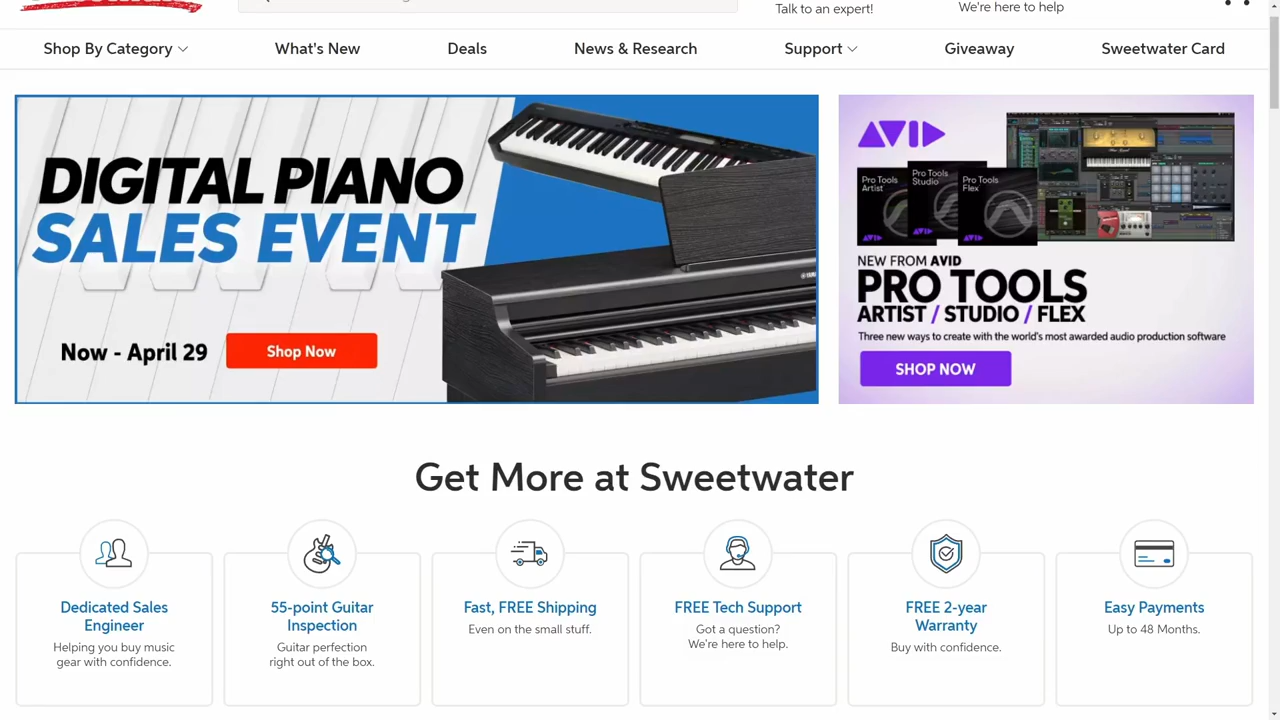 Talk to an expert!
We're here to help
Shop By Category
What's New
Deals
News & Research
Support
Giveaway
Sweetwater Card
DIGITAL PIANO
SALES EVENT
Now - April 29
Shop Now
AVID
Pro Tools
Artist
Pro Tools
Studio
Pro Tools
Flex
AVID
AVID
AVID
NEW FROM AVID
PRO TOOLS
ARTIST / STUDIO / FLEX
Three new ways to create with the world's most awarded audio production software
SHOP NOW
Get More at Sweetwater
Dedicated Sales
Engineer
Helping you buy music
gear with confidence.
55-point Guitar
Inspection
Guitar perfection
right out of the box.
Fast, FREE Shipping
Even on the small stuff.
FREE Tech Support
Got a question?
We're here to help.
FREE 2-year
Warranty
Buy with confidence.
Easy Payments
Up to 48 Months.